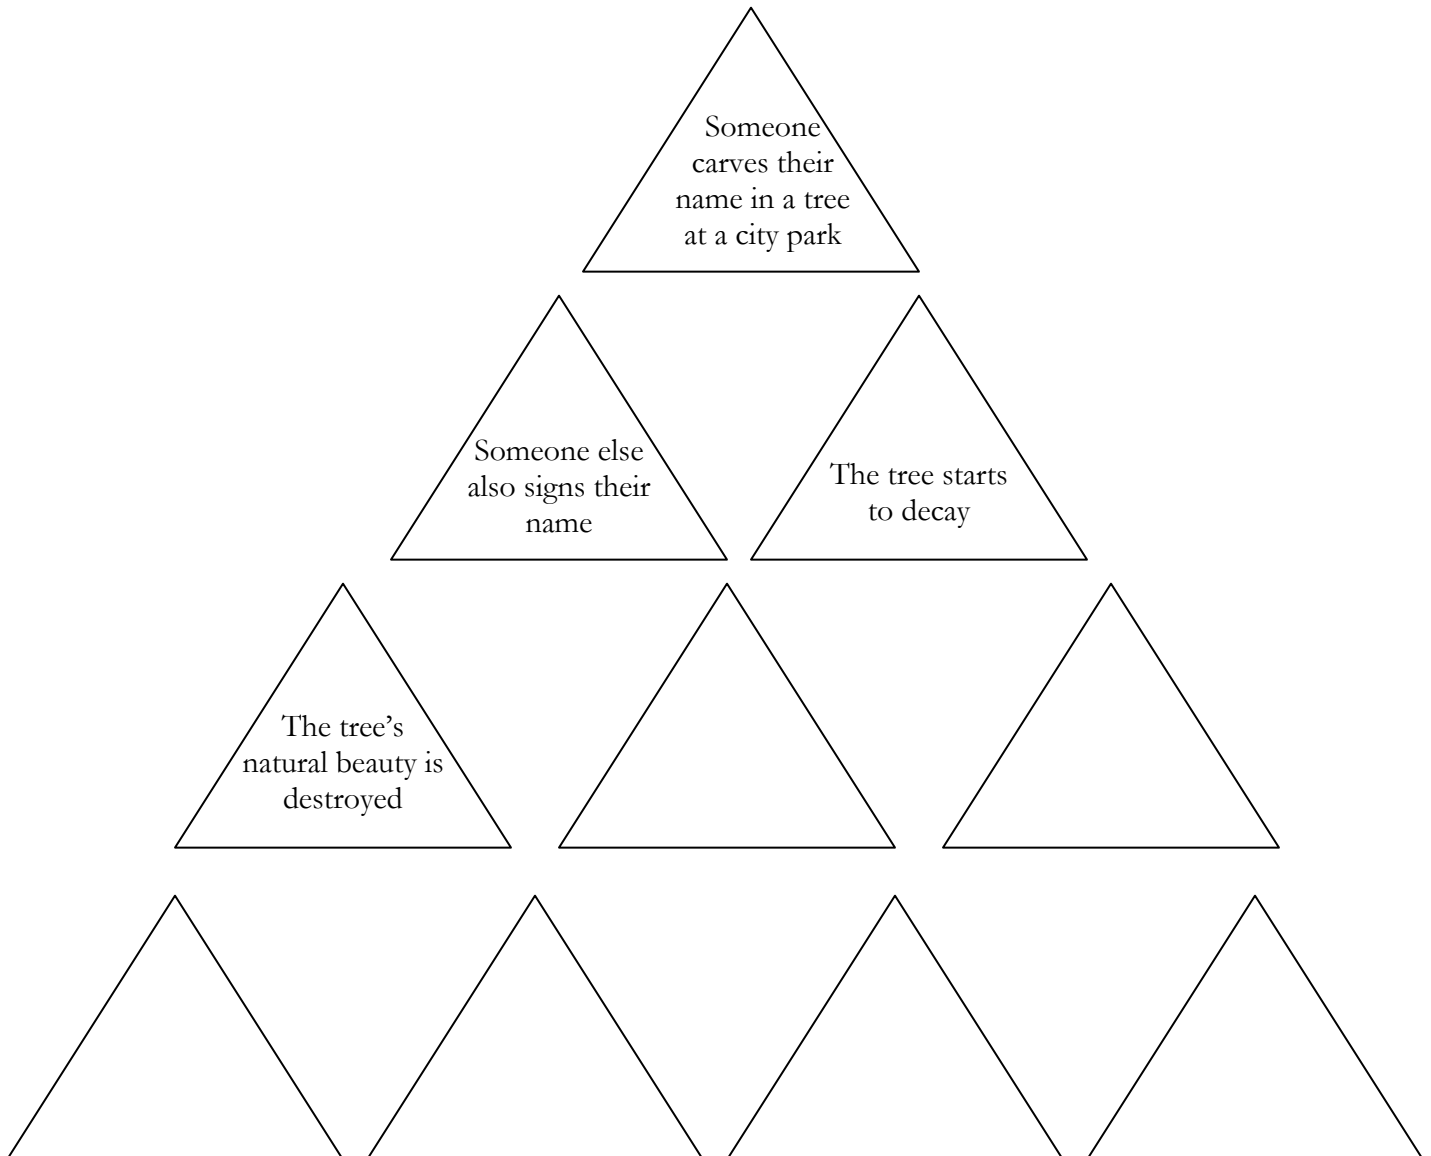 Someone
carves their
name in a tree
at a city park
Someone else
also signs their
name
The tree starts
to decay
The tree’s
natural beauty is
destroyed